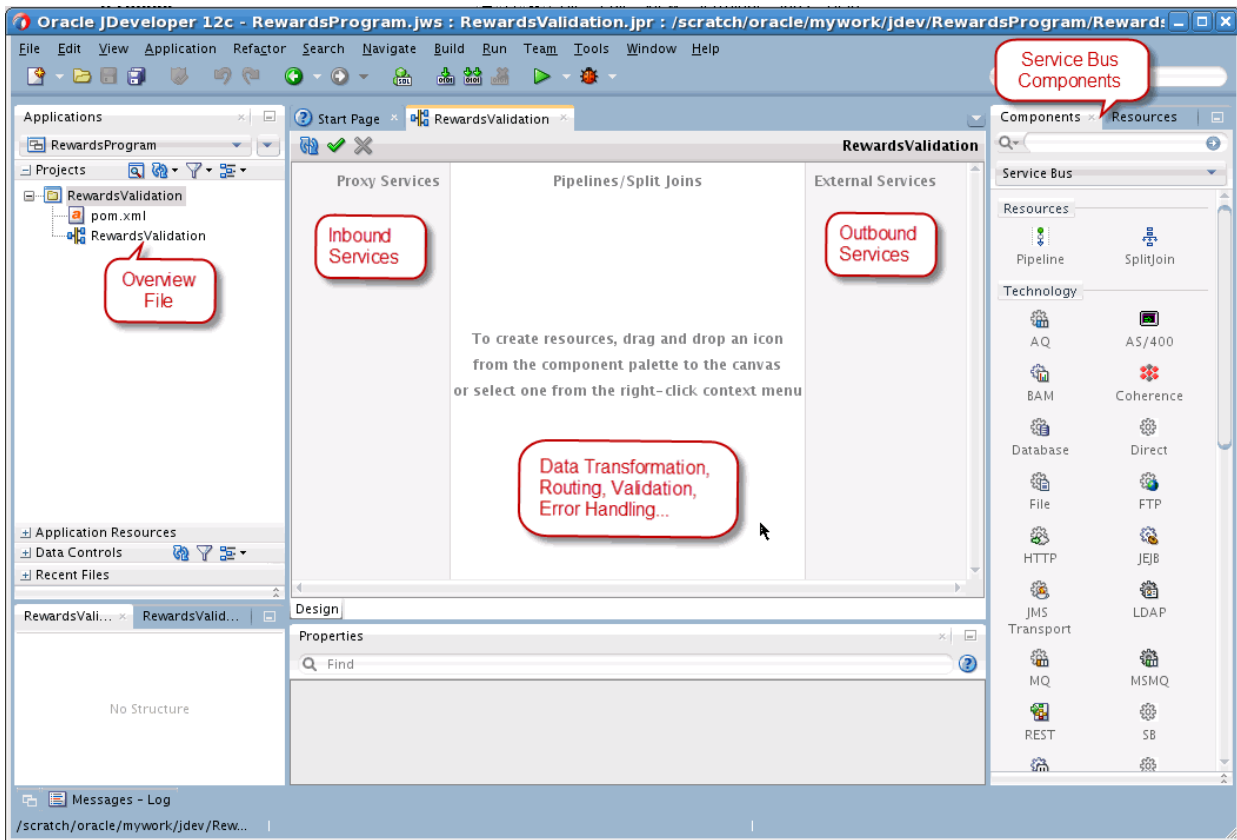 Oracle JDeveloper 12c - RewardsProgram.jws : RewardsValidation.jpr : /scratch/oracle/mywork/jdev/RewardsProgram/Rewards
File Edit View Application Refactor Search Navigate Build Run Team Tools Window Help
Service Bus
Components
Applications
RewardsProgram
Projects
RewardsValidation
pom.xml
RewardsValidation
Overview
File
Application Resources
Data Controls
Recent Files
RewardsVali...
RewardsValid...
No Structure
Start Page
RewardsValidation
RewardsValidation
Proxy Services
Pipelines/Split Joins
External Services
Inbound
Services
Outbound
Services
To create resources, drag and drop an icon
from the component palette to the canvas
or select one from the right-click context menu
Data Transformation,
Routing, Validation,
Error Handling...
Design
Properties
Find
Components
Resources
Service Bus
Resources
Pipeline
SplitJoin
Technology
AQ
AS/400
BAM
Coherence
Database
Direct
File
FTP
HTTP
JEJB
JMS
Transport
LDAP
MQ
MSMQ
REST
SB
Messages - Log
/scratch/oracle/mywork/jdev/Rew...